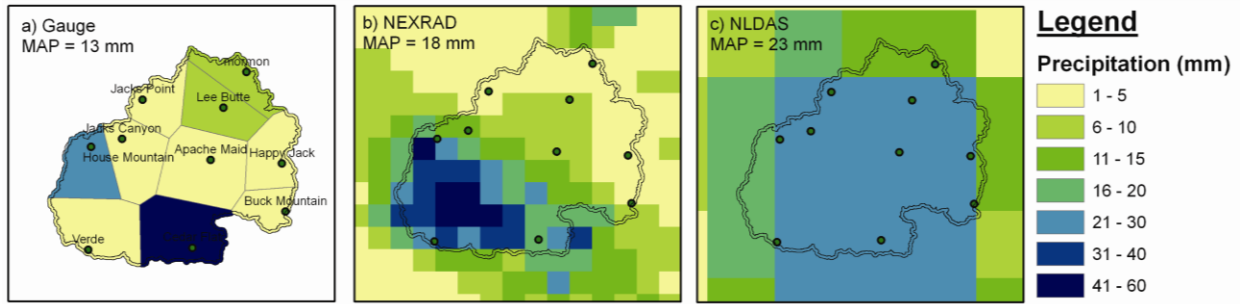 a) Gauge
MAP = 13 mm
mormon
Jacks Point
Lee Butte
Jacks Canyon
House Mountain
Apache Maid
Happy Jack
Buck Mountain
Verde
b) NEXRAD
MAP = 18 mm
c) NLDAS
MAP = 23 mm
Legend
Precipitation (mm)
1 - 5
6 - 10
11 - 15
16 - 20
21 - 30
31 - 40
41 - 60